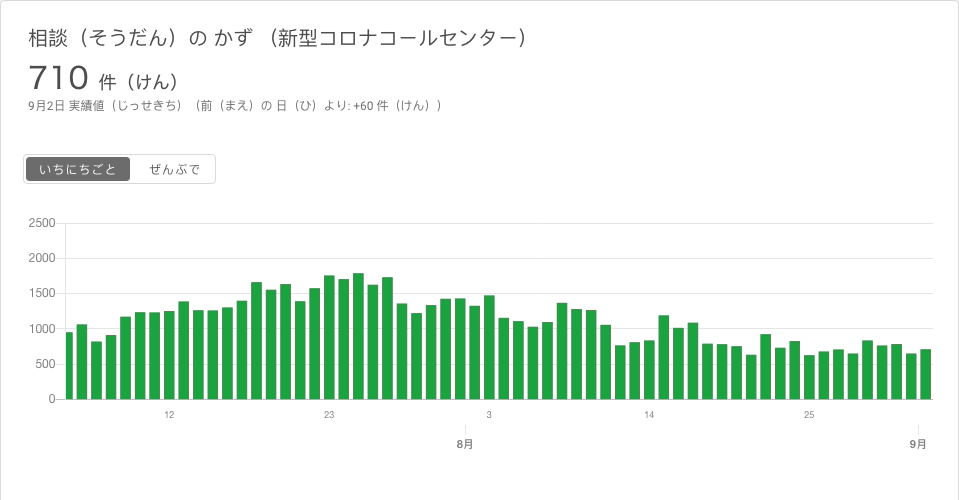 相談（そうだん）の かず （新型コロナコールセンター）
710 件（けん）
9月2日 実績値（じっせきち）（前（まえ）の 日（ひ）より: +60 件（けん））
いちにちごと ぜんぶで
2500
2000
1500
1000
500
0
12 23 3 14 25
8月 9月